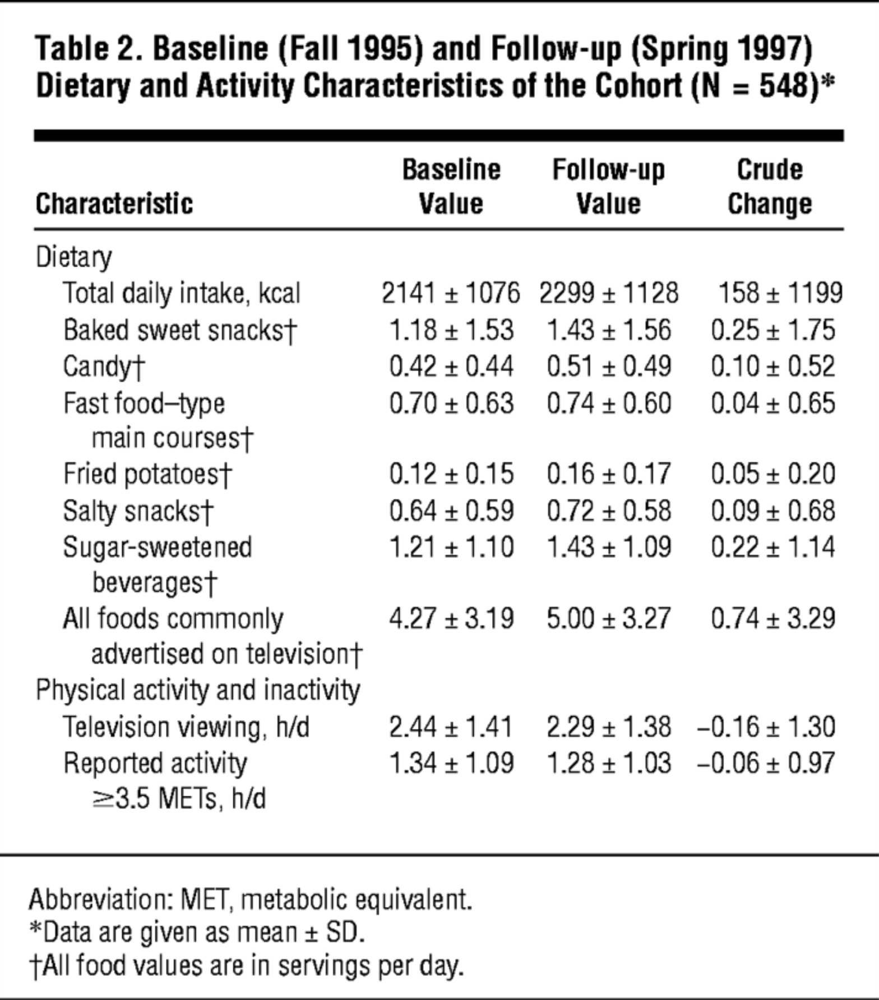 Table 2. Baseline (Fall 1995) and Follow-up (Spring 1997)
Dietary and Activity Characteristics of the Cohort (N = 548)*
Baseline Follow-up Crude
Characteristic Value Value Change
Dietary
Total daily intake, kcal 2141 ± 1076 2299 ± 1128 158 ± 1199
Baked sweet snacks† 1.18 ± 1.53 1.43 ± 1.56 0.25 ± 1.75
Candy† 0.42 ± 0.44 0.51 ± 0.49 0.10 ± 0.52
Fast food–type 0.70 ± 0.63 0.74 ± 0.60 0.04 ± 0.65
main courses†
Fried potatoes† 0.12 ± 0.15 0.16 ± 0.17 0.05 ± 0.20
Salty snacks† 0.64 ± 0.59 0.72 ± 0.58 0.09 ± 0.68
Sugar-sweetened 1.21 ± 1.10 1.43 ± 1.09 0.22 ± 1.14
beverages†
All foods commonly 4.27 ± 3.19 5.00 ± 3.27 0.74 ± 3.29
advertised on television†
Physical activity and inactivity
Television viewing, h/d 2.44 ± 1.41 2.29 ± 1.38 −0.16 ± 1.30
Reported activity 1.34 ± 1.09 1.28 ± 1.03 −0.06 ± 0.97
≥3.5 METs, h/d
Abbreviation: MET, metabolic equivalent.
*Data are given as mean ± SD.
†All food values are in servings per day.